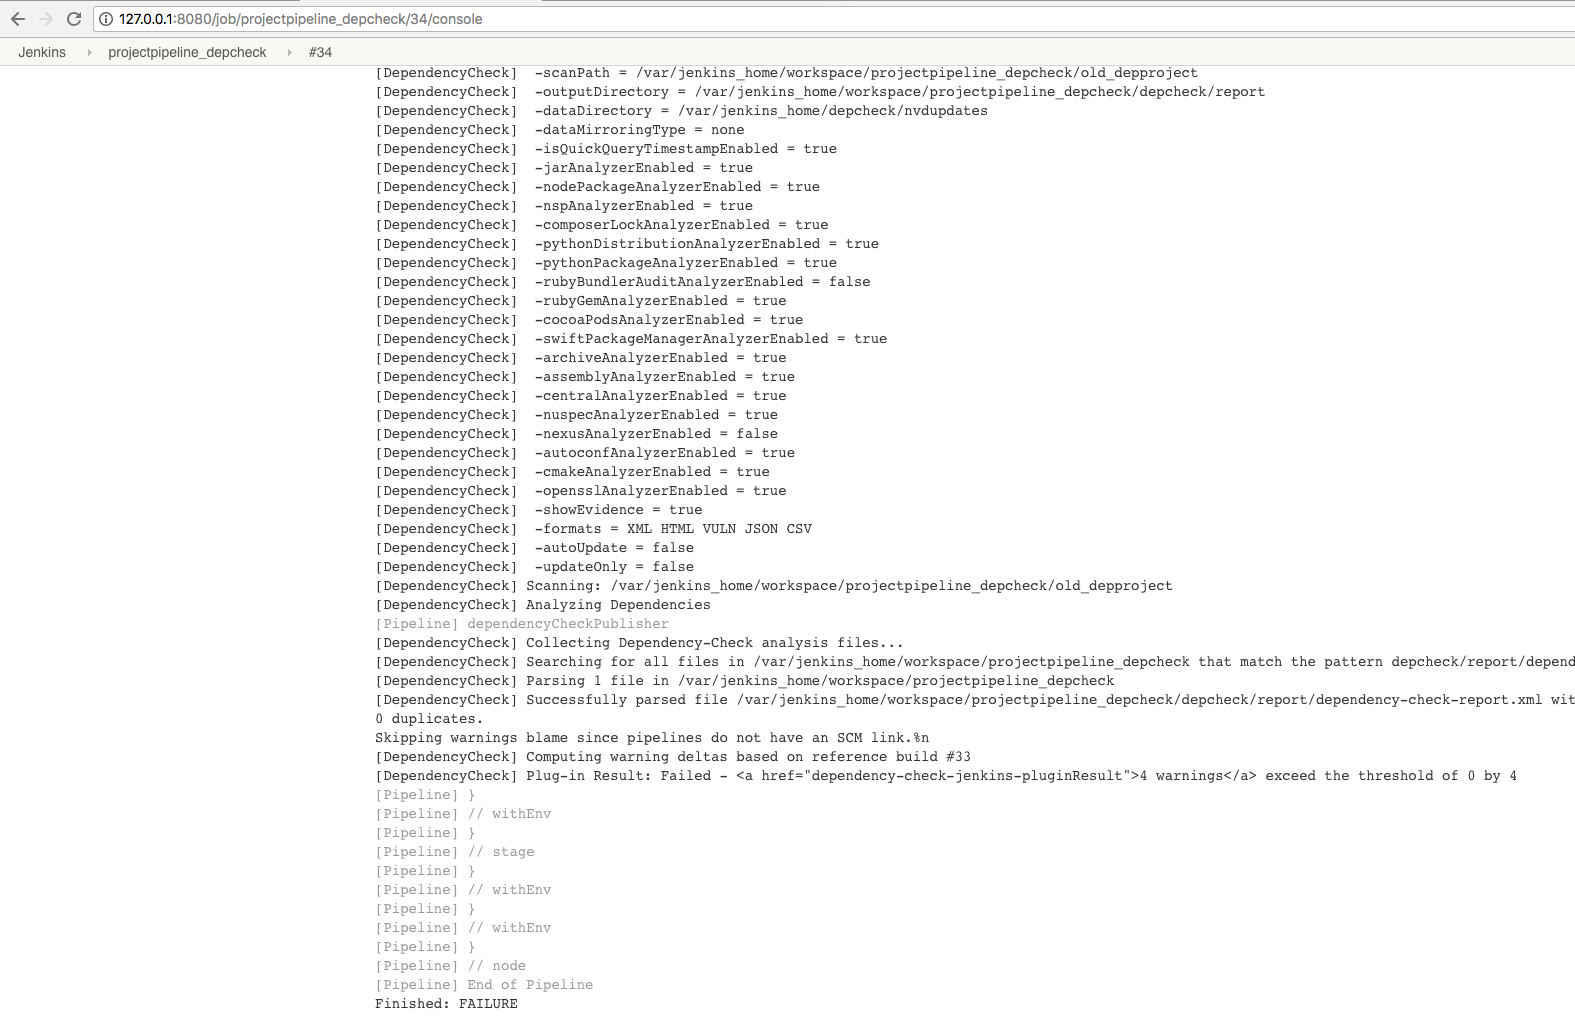 127.0.0.1:8080/job/projectpipeline_depcheck/34/console
Jenkins projectpipeline_depcheck #34
[DependencyCheck]  -scanPath = /var/jenkins_home/workspace/projectpipeline_depcheck/old_depproject
[DependencyCheck]  -outputDirectory = /var/jenkins_home/workspace/projectpipeline_depcheck/depcheck/report
[DependencyCheck]  -dataDirectory = /var/jenkins_home/depcheck/nvdupdates
[DependencyCheck]  -dataMirroringType = none
[DependencyCheck]  -isQuickQueryTimestampEnabled = true
[DependencyCheck]  -jarAnalyzerEnabled = true
[DependencyCheck]  -nodePackageAnalyzerEnabled = true
[DependencyCheck]  -nspAnalyzerEnabled = true
[DependencyCheck]  -composerLockAnalyzerEnabled = true
[DependencyCheck]  -pythonDistributionAnalyzerEnabled = true
[DependencyCheck]  -pythonPackageAnalyzerEnabled = true
[DependencyCheck]  -rubyBundlerAuditAnalyzerEnabled = false
[DependencyCheck]  -rubyGemAnalyzerEnabled = true
[DependencyCheck]  -cocoaPodsAnalyzerEnabled = true
[DependencyCheck]  -swiftPackageManagerAnalyzerEnabled = true
[DependencyCheck]  -archiveAnalyzerEnabled = true
[DependencyCheck]  -assemblyAnalyzerEnabled = true
[DependencyCheck]  -centralAnalyzerEnabled = true
[DependencyCheck]  -nuspecAnalyzerEnabled = true
[DependencyCheck]  -nexusAnalyzerEnabled = false
[DependencyCheck]  -autoconfAnalyzerEnabled = true
[DependencyCheck]  -cmakeAnalyzerEnabled = true
[DependencyCheck]  -opensslAnalyzerEnabled = true
[DependencyCheck]  -showEvidence = true
[DependencyCheck]  -formats = XML HTML VULN JSON CSV
[DependencyCheck]  -autoUpdate = false
[DependencyCheck]  -updateOnly = false
[DependencyCheck] Scanning: /var/jenkins_home/workspace/projectpipeline_depcheck/old_depproject
[DependencyCheck] Analyzing Dependencies
[Pipeline] dependencyCheckPublisher
[DependencyCheck] Collecting Dependency-Check analysis files...
[DependencyCheck] Searching for all files in /var/jenkins_home/workspace/projectpipeline_depcheck that match the pattern depcheck/report/depend
[DependencyCheck] Parsing 1 file in /var/jenkins_home/workspace/projectpipeline_depcheck
[DependencyCheck] Successfully parsed file /var/jenkins_home/workspace/projectpipeline_depcheck/depcheck/report/dependency-check-report.xml wit
0 duplicates.
Skipping warnings blame since pipelines do not have an SCM link.%n
[DependencyCheck] Computing warning deltas based on reference build #33
[DependencyCheck] Plug-in Result: Failed - <a href="dependency-check-jenkins-pluginResult">4 warnings</a> exceed the threshold of 0 by 4
[Pipeline] }
[Pipeline] // withEnv
[Pipeline] }
[Pipeline] // stage
[Pipeline] }
[Pipeline] // withEnv
[Pipeline] }
[Pipeline] // withEnv
[Pipeline] }
[Pipeline] // node
[Pipeline] End of Pipeline
Finished: FAILURE